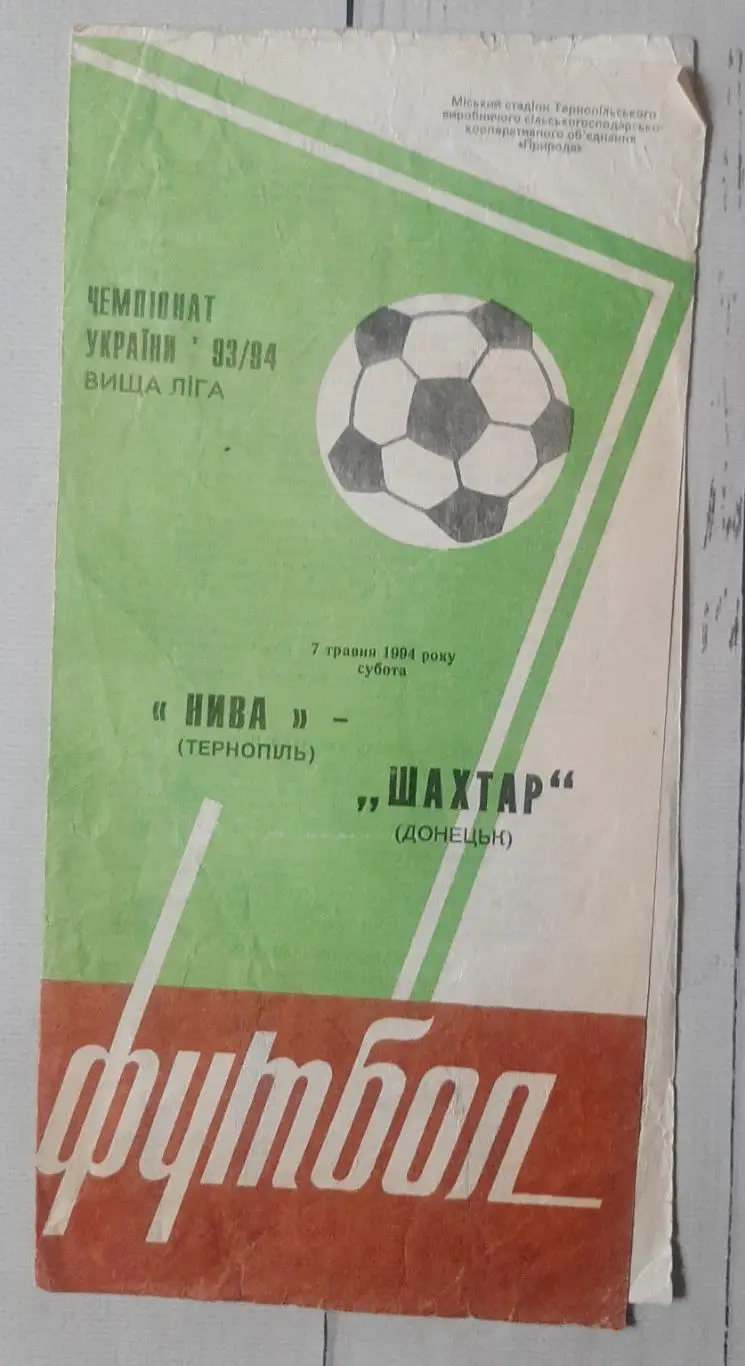 Міський стадіон Тернопільського
виробничого сільськогосподарсько-
кооперативного об'єднання
«Природа»
ЧЕМПІОНАТ
УКРАЇНИ ' 93/94
ВИЩА ЛІГА
7 травня 1994 року
субота
« НИВА » –
(ТЕРНОПІЛЬ)
„ШАХТАР“
(ДОНЕЦЬК)
футбол